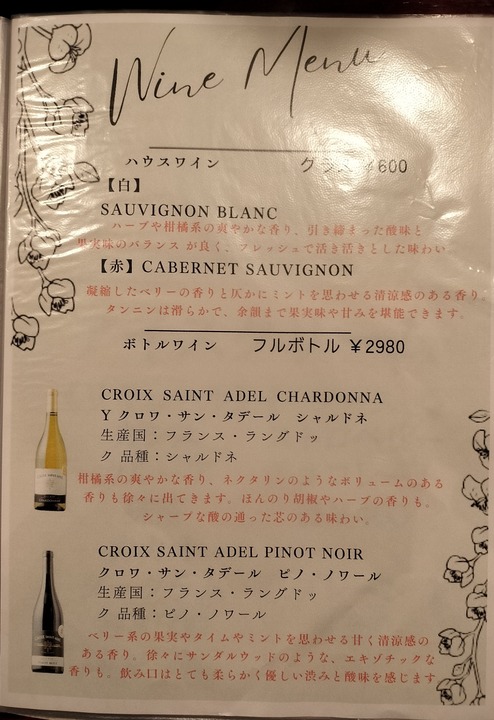 Wine Menu
ハウスワイン グラス ¥600
【白】
SAUVIGNON BLANC
ハーブや柑橘系の爽やかな香り、引き締まった酸味と
果実味のバランス が良く、フレッシュで活き活きとした味わい
【赤】CABERNET SAUVIGNON
凝縮したベリーの香りと仄かにミントを思わせる清涼感のある香り。
タンニンは滑らかで、余韻まで果実味や甘みを堪能できます。
ボトルワイン フルボトル ¥2980
CROIX SAINT ADEL CHARDONNA
Y クロワ・サン・タデール シャルドネ
生産国：フランス・ラングドッ
ク 品種：シャルドネ
柑橘系の爽やかな香り、ネクタリンのようなボリュームのある
香りも徐々に出てきます。ほんのり胡椒やハーブの香りも。
シャープな酸の通った芯のある味わい。
CROIX SAINT ADEL PINOT NOIR
クロワ・サン・タデール ピノ・ノワール
生産国：フランス・ラングドッ
ク 品種：ピノ・ノワール
ベリー系の果実やタイムやミントを思わせる甘く清涼感の
ある香り。徐々にサンダルウッドのような、エキゾチックな
香りも。飲み口はとても柔らかく優しい渋みと酸味を感じます